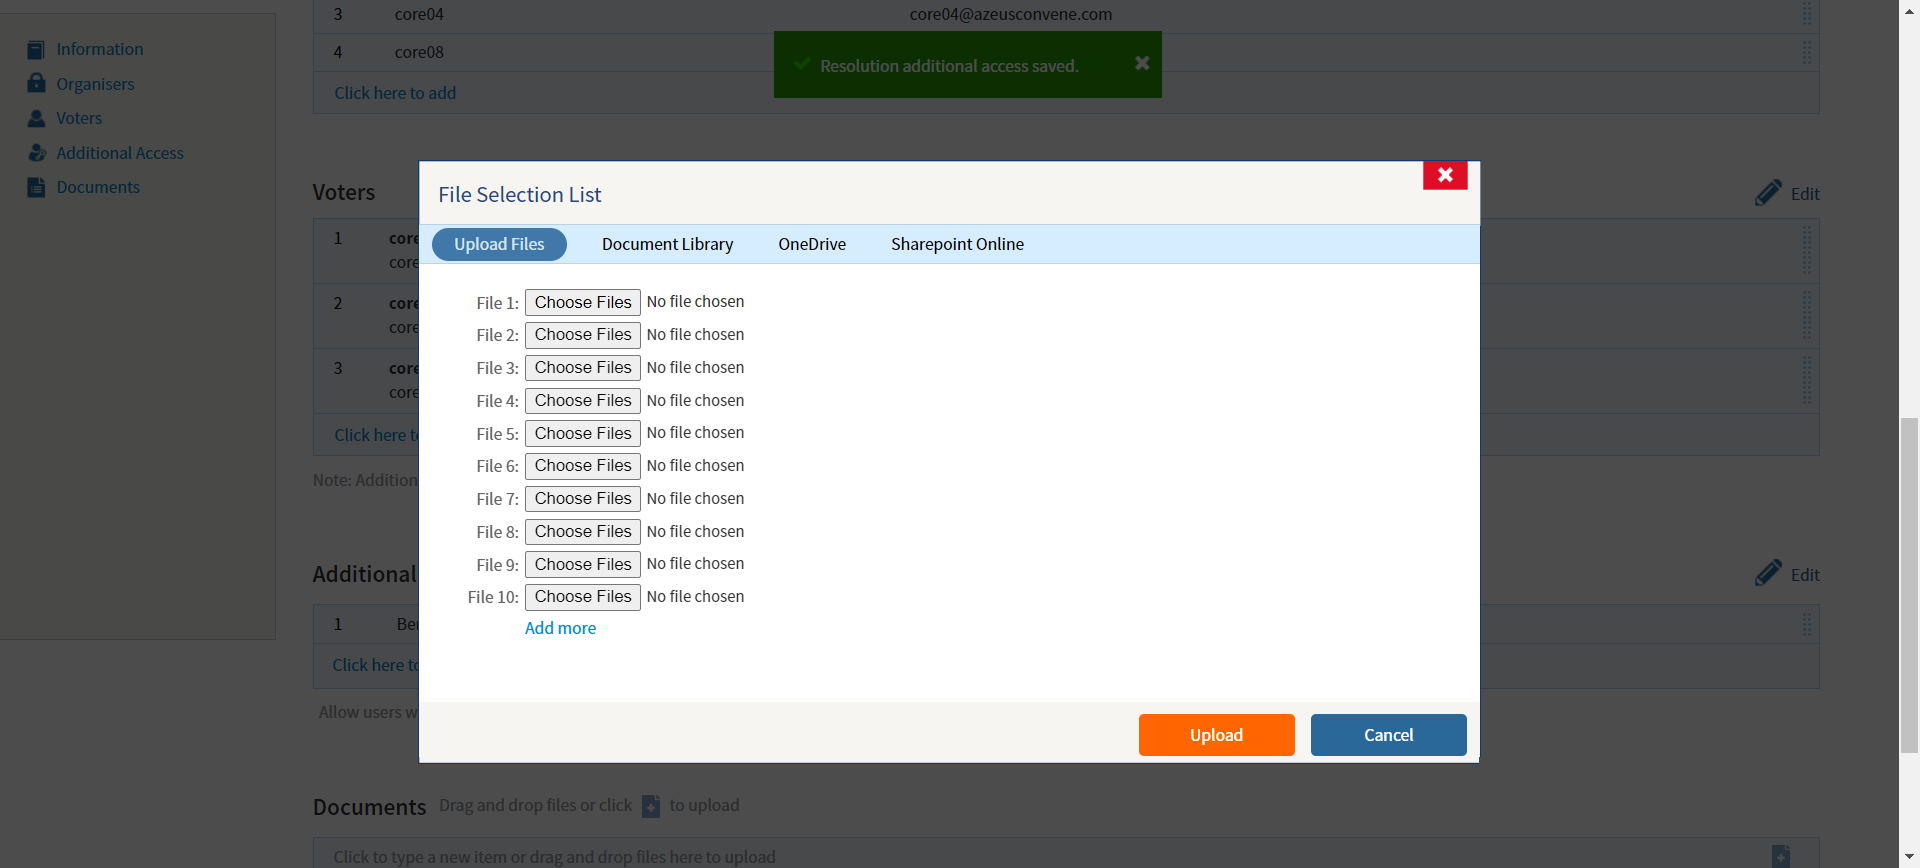 3 core04 core04@azeusconvene.com
4 core08
Click here to add
Resolution additional access saved.
Information
Organisers
Voters
Additional Access
Documents
Voters Edit
1 core
core
2 core
core
3 core
core
Click here to
Note: Addition
Additional Edit
1 Ber
Click here to
Allow users w
Documents Drag and drop files or click to upload
Click to type a new item or drag and drop files here to upload
File Selection List
Upload Files Document Library OneDrive Sharepoint Online
File 1: Choose Files No file chosen
File 2: Choose Files No file chosen
File 3: Choose Files No file chosen
File 4: Choose Files No file chosen
File 5: Choose Files No file chosen
File 6: Choose Files No file chosen
File 7: Choose Files No file chosen
File 8: Choose Files No file chosen
File 9: Choose Files No file chosen
File 10: Choose Files No file chosen
Add more
Upload Cancel